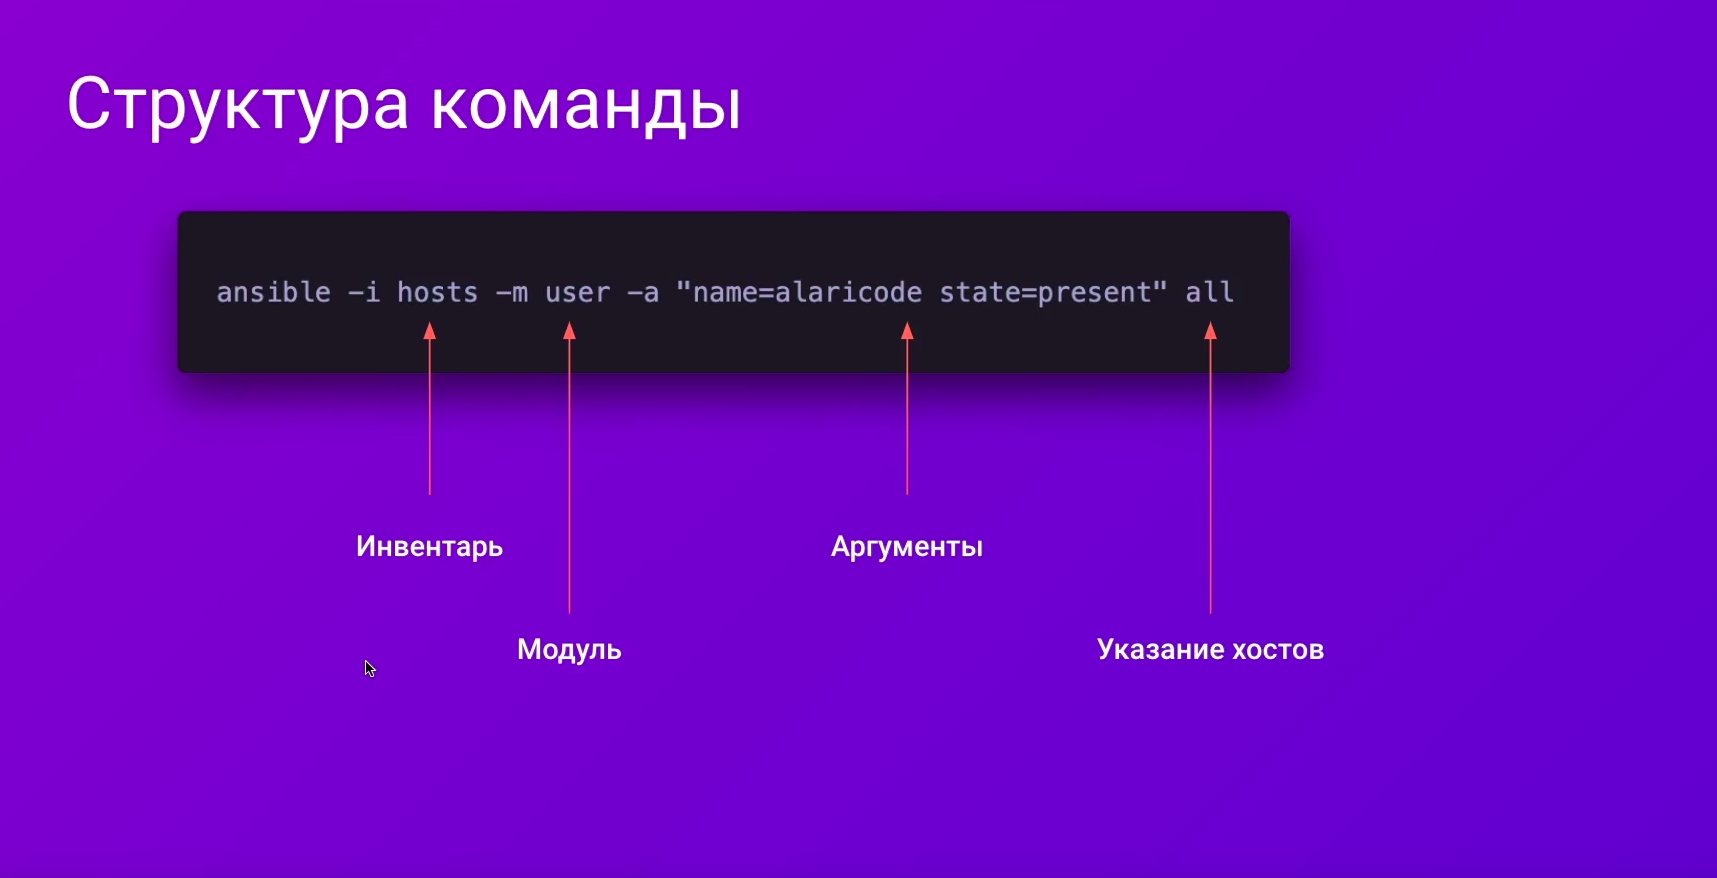 Структура команды
ansible -i hosts -m user -a "name=alaricode state=present" all
Инвентарь
Аргументы
Модуль
Указание хостов